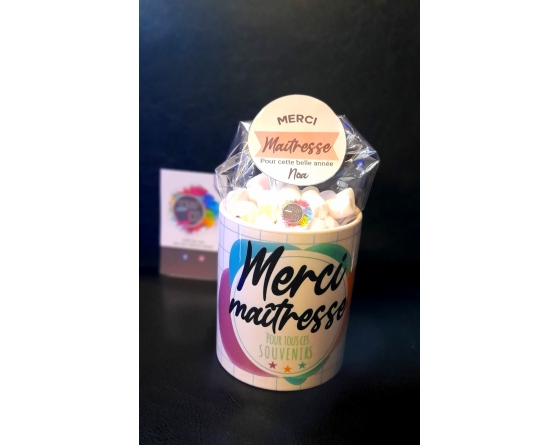 MERCI
Maîtresse
Pour cette belle année
Noa
Merci
maîtresse
POUR TOUS CES
SOUVENIRS